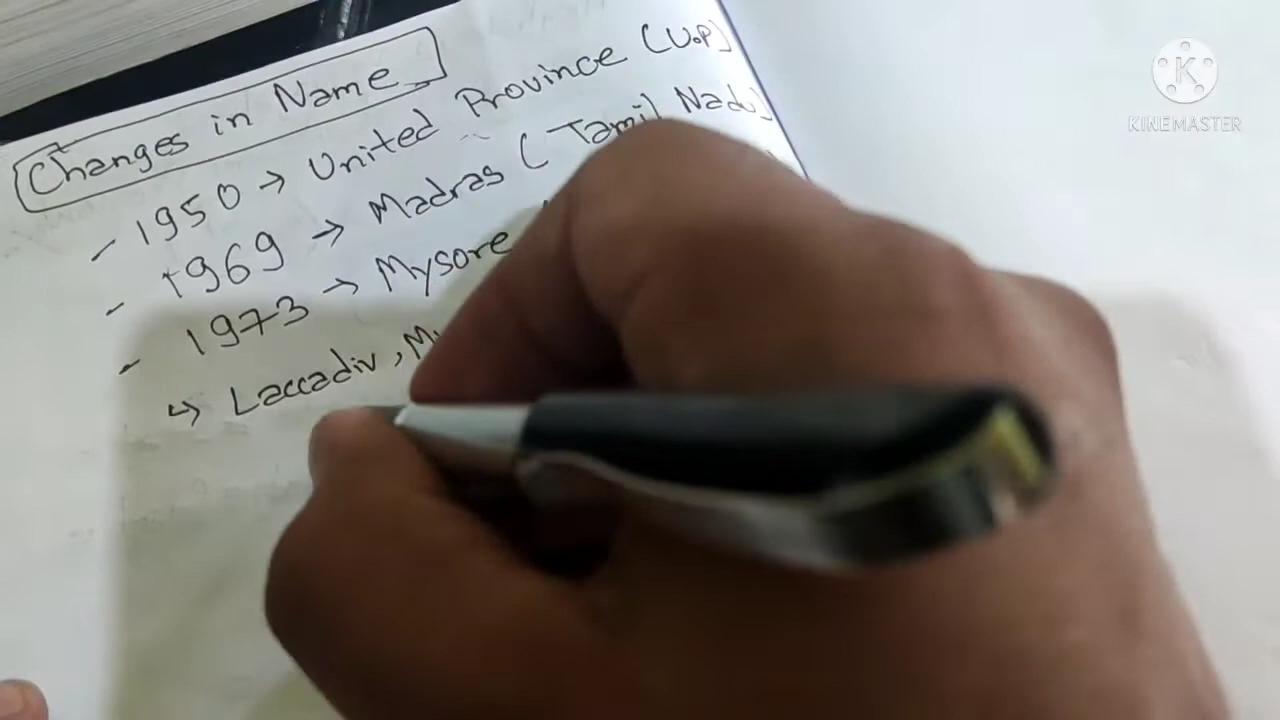 Changes in Name
- 1950 → United Province (U.P)
- 1969 → Madras ( Tamil Nadu)
- 1973 → Mysore
↳ Laccadiv,
KINEMASTER